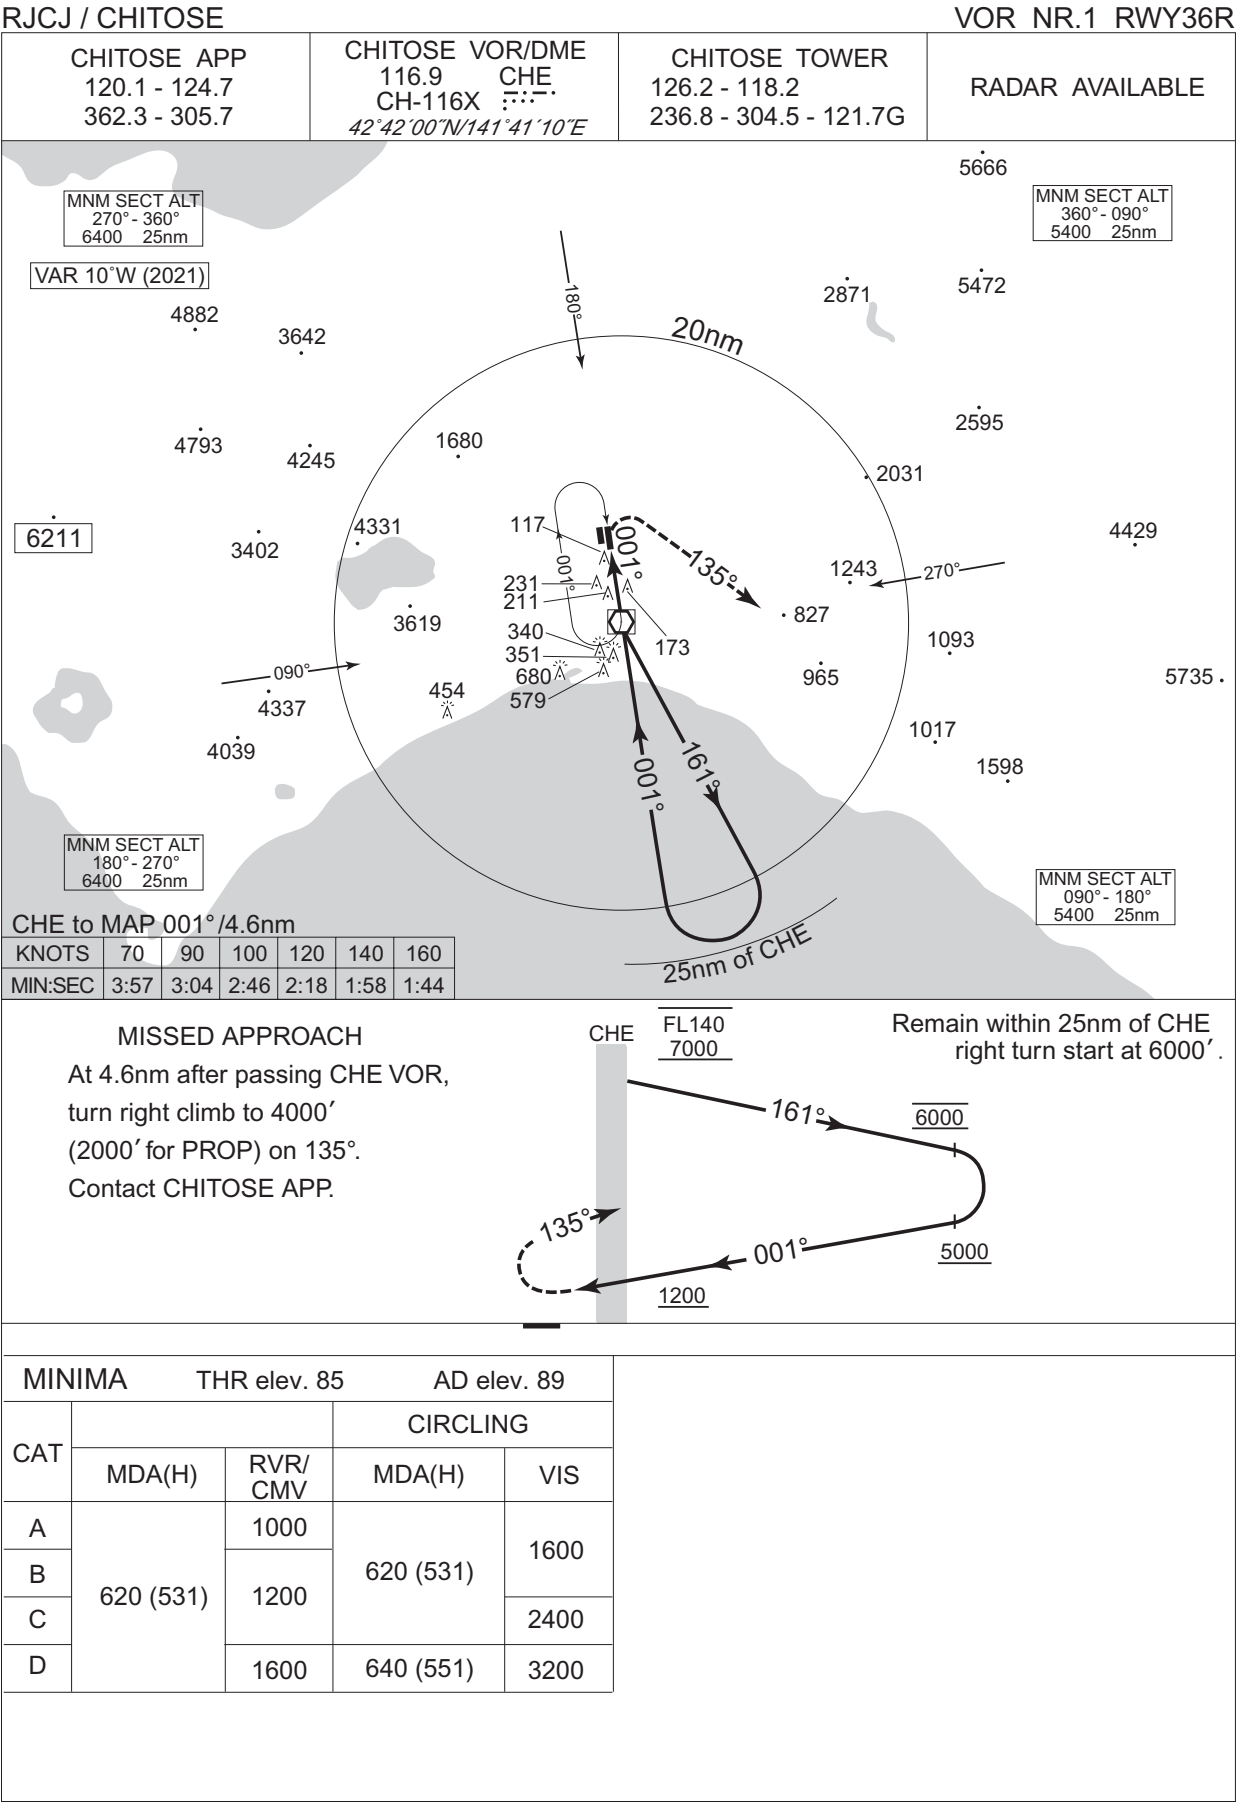 RJCJ / CHITOSE
VOR NR.1 RWY36R
CHITOSE APP
120.1 - 124.7
362.3 - 305.7
CHITOSE VOR/DME
116.9 CHE
CH-116X
42°42′00″N/141°41′10″E
CHITOSE TOWER
126.2 - 118.2
236.8 - 304.5 - 121.7G
RADAR AVAILABLE
5666
MNM SECT ALT
270°- 360°
6400 25nm
MNM SECT ALT
360°- 090°
5400 25nm
VAR 10°W (2021)
180°
2871
5472
4882
3642
20nm
4793
4245
1680
2595
2031
6211
3402
4331
117
001°
001°
135°
4429
1243
270°
231
211
827
3619
340
351
173
1093
090°
680
579
965
5735
4337
454
4039
1017
1598
161°
001°
MNM SECT ALT
180°- 270°
6400 25nm
MNM SECT ALT
090°- 180°
5400 25nm
25nm of CHE
CHE to MAP 001°/4.6nm
KNOTS 70 90 100 120 140 160
MIN:SEC 3:57 3:04 2:46 2:18 1:58 1:44
MISSED APPROACH
At 4.6nm after passing CHE VOR,
turn right climb to 4000′
(2000′ for PROP) on 135°.
Contact CHITOSE APP.
CHE
FL140
7000
Remain within 25nm of CHE
right turn start at 6000′.
161°
6000
135°
001°
5000
1200
MINIMA THR elev. 85 AD elev. 89
CAT
CIRCLING
MDA(H)
RVR/
CMV
MDA(H)
VIS
A
B
C
D
620 (531)
1000
1200
1600
620 (531)
640 (551)
1600
2400
3200